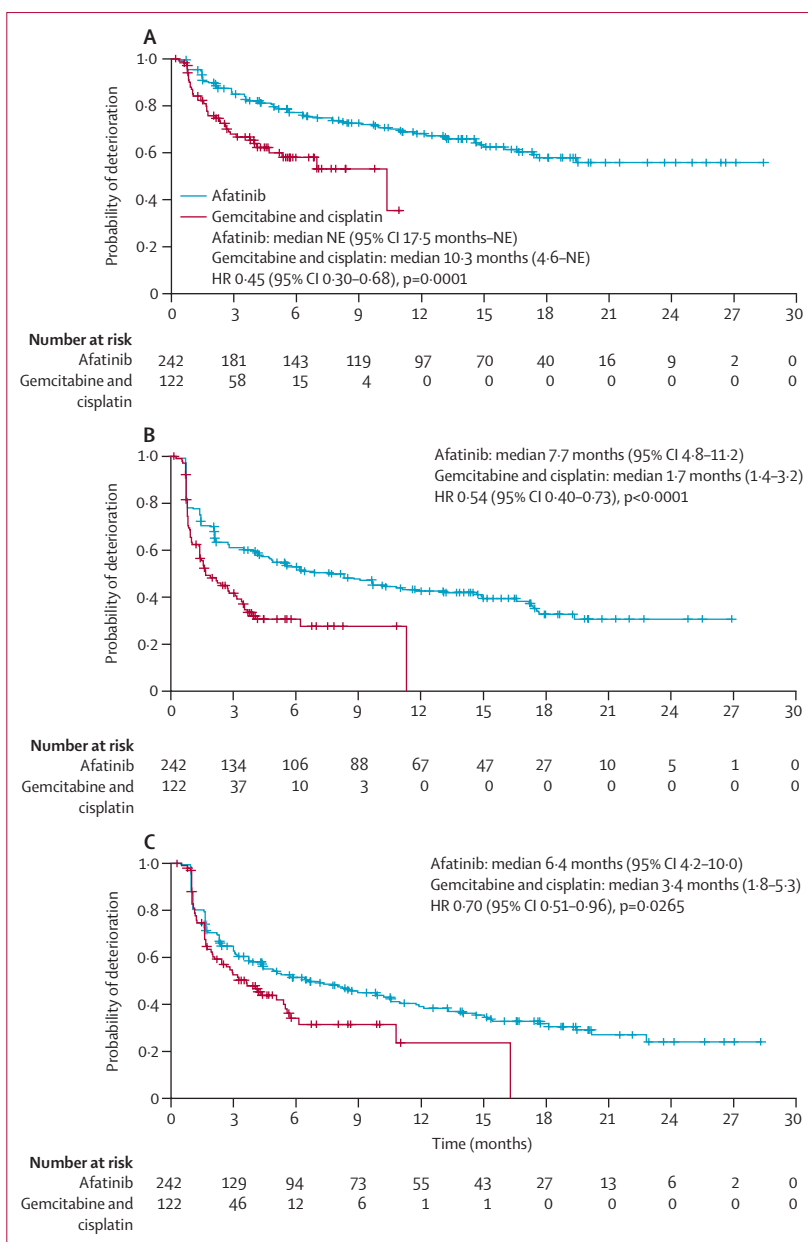 A
1·0
0·8
0·6
0·4
0·2
0
Probability of deterioration
Afatinib
Gemcitabine and cisplatin
Afatinib: median NE (95% CI 17·5 months–NE)
Gemcitabine and cisplatin: median 10·3 months (4·6–NE)
HR 0·45 (95% CI 0·30–0·68), p=0·0001
0 3 6 9 12 15 18 21 24 27 30
Number at risk
Afatinib 242 181 143 119 97 70 40 16 9 2 0
Gemcitabine and 122 58 15 4 0 0 0 0 0 0 0
cisplatin
B
1·0
0·8
0·6
0·4
0·2
0
Probability of deterioration
Afatinib: median 7·7 months (95% CI 4·8–11·2)
Gemcitabine and cisplatin: median 1·7 months (1·4–3·2)
HR 0·54 (95% CI 0·40–0·73), p<0·0001
0 3 6 9 12 15 18 21 24 27 30
Number at risk
Afatinib 242 134 106 88 67 47 27 10 5 1 0
Gemcitabine and 122 37 10 3 0 0 0 0 0 0 0
cisplatin
C
1·0
0·8
0·6
0·4
0·2
0
Probability of deterioration
Afatinib: median 6·4 months (95% CI 4·2–10·0)
Gemcitabine and cisplatin: median 3·4 months (1·8–5·3)
HR 0·70 (95% CI 0·51–0·96), p=0·0265
0 3 6 9 12 15 18 21 24 27 30
Time (months)
Number at risk
Afatinib 242 129 94 73 55 43 27 13 6 2 0
Gemcitabine and 122 46 12 6 1 1 0 0 0 0 0
cisplatin